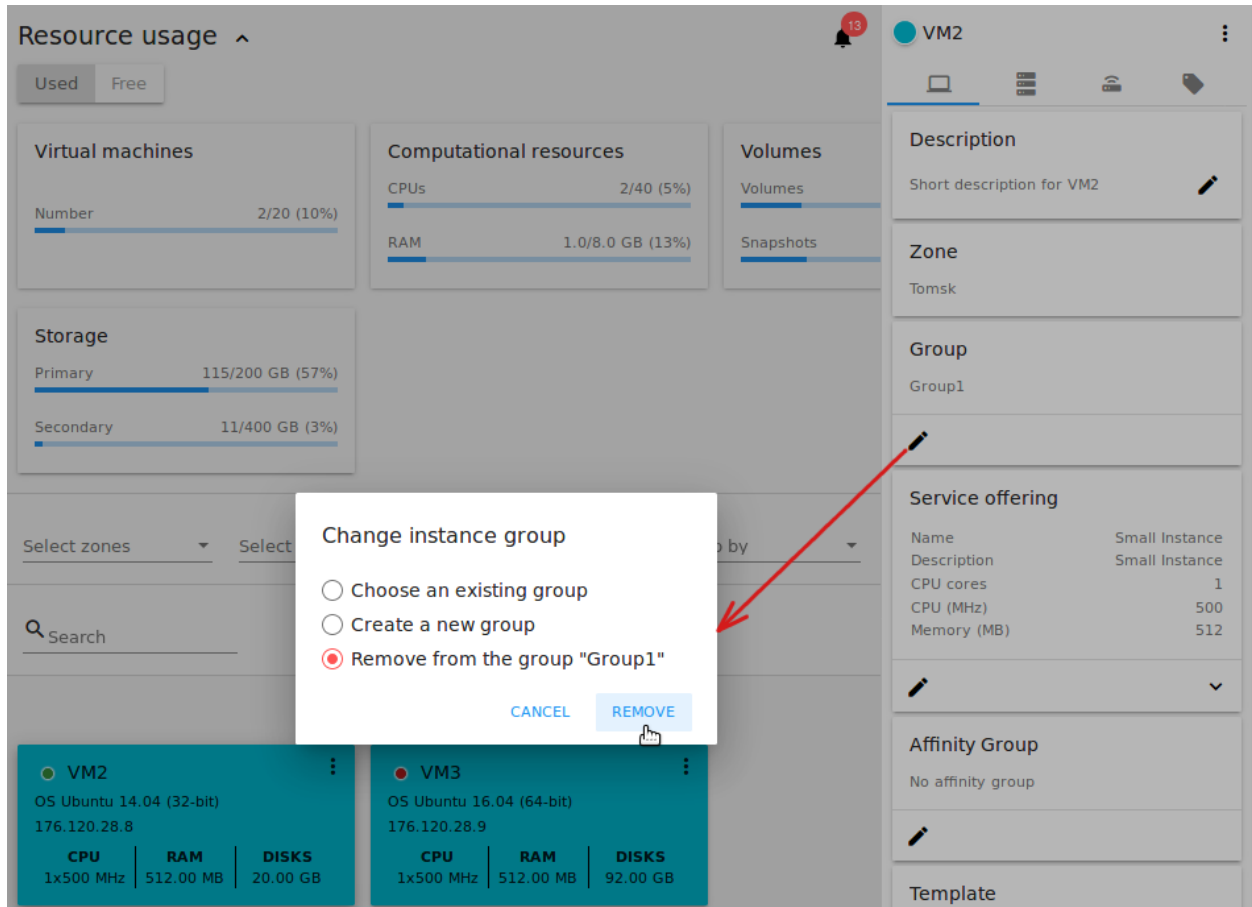 Resource usage
13
Used Free
Virtual machines
Number 2/20 (10%)
Computational resources
CPUs 2/40 (5%)
RAM 1.0/8.0 GB (13%)
Volumes
Volumes
Snapshots
Storage
Primary 115/200 GB (57%)
Secondary 11/400 GB (3%)
Select zones
Select
by
Search
Change instance group
Choose an existing group
Create a new group
Remove from the group "Group1"
CANCEL REMOVE
VM2
OS Ubuntu 14.04 (32-bit)
176.120.28.8
CPU RAM DISKS
1x500 MHz 512.00 MB 20.00 GB
VM3
OS Ubuntu 16.04 (64-bit)
176.120.28.9
CPU RAM DISKS
1x500 MHz 512.00 MB 92.00 GB
VM2
Description
Short description for VM2
Zone
Tomsk
Group
Group1
Service offering
Name Small Instance
Description Small Instance
CPU cores 1
CPU (MHz) 500
Memory (MB) 512
Affinity Group
No affinity group
Template